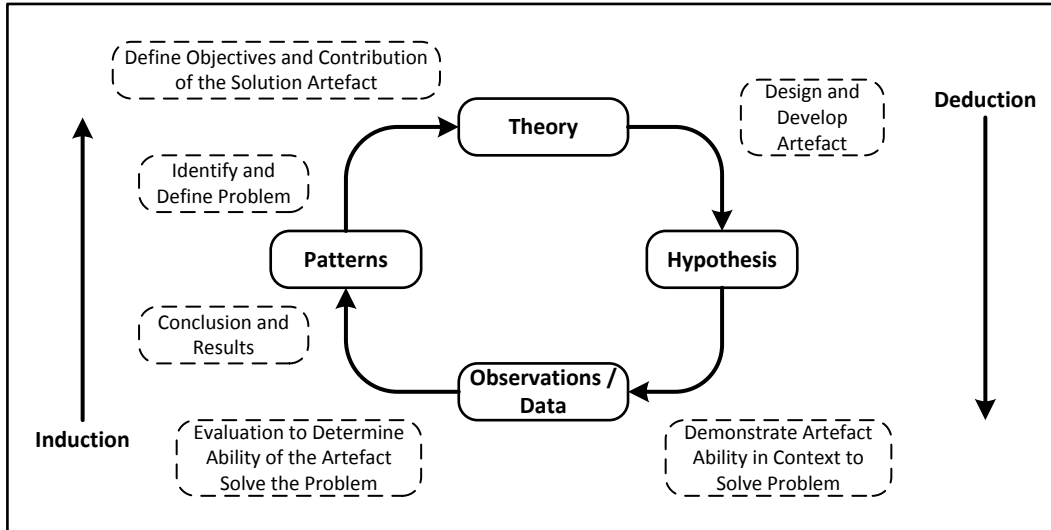 Define Objectives and Contribution
of the Solution Artefact
Theory
Design and
Develop
Artefact
Deduction
Identify and
Define Problem
Patterns
Hypothesis
Conclusion and
Results
Observations /
Data
Induction
Evaluation to Determine
Ability of the Artefact
Solve the Problem
Demonstrate Artefact
Ability in Context to
Solve Problem